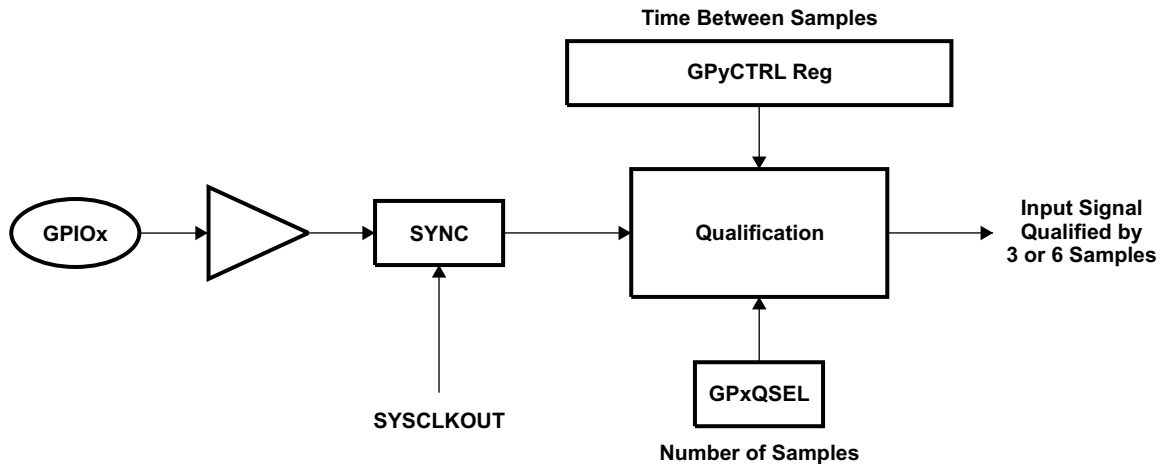 Time Between Samples
GPyCTRL Reg
GPIOx
SYNC
Qualification
Input Signal
Qualified by
3 or 6 Samples
GPxQSEL
SYSCLKOUT
Number of Samples